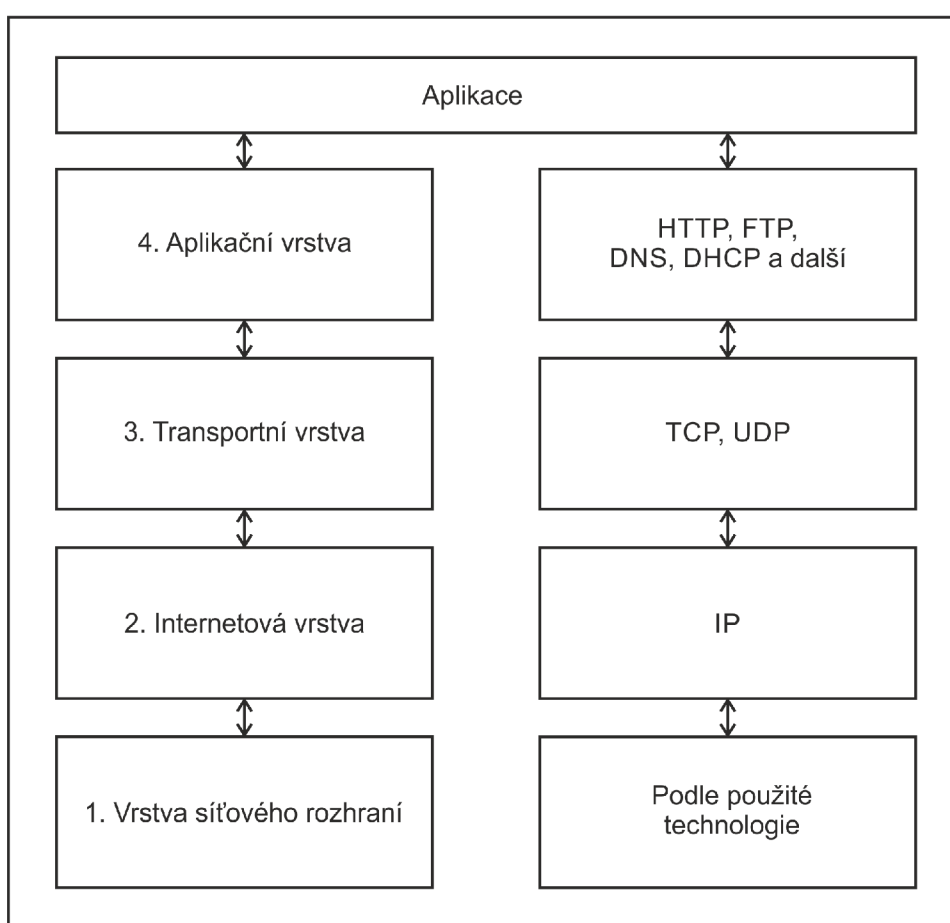 Aplikace
4. Aplikační vrstva
HTTP, FTP,
DNS, DHCP a další
3. Transportní vrstva
TCP, UDP
2. Internetová vrstva
IP
1. Vrstva síťového rozhraní
Podle použité
technologie